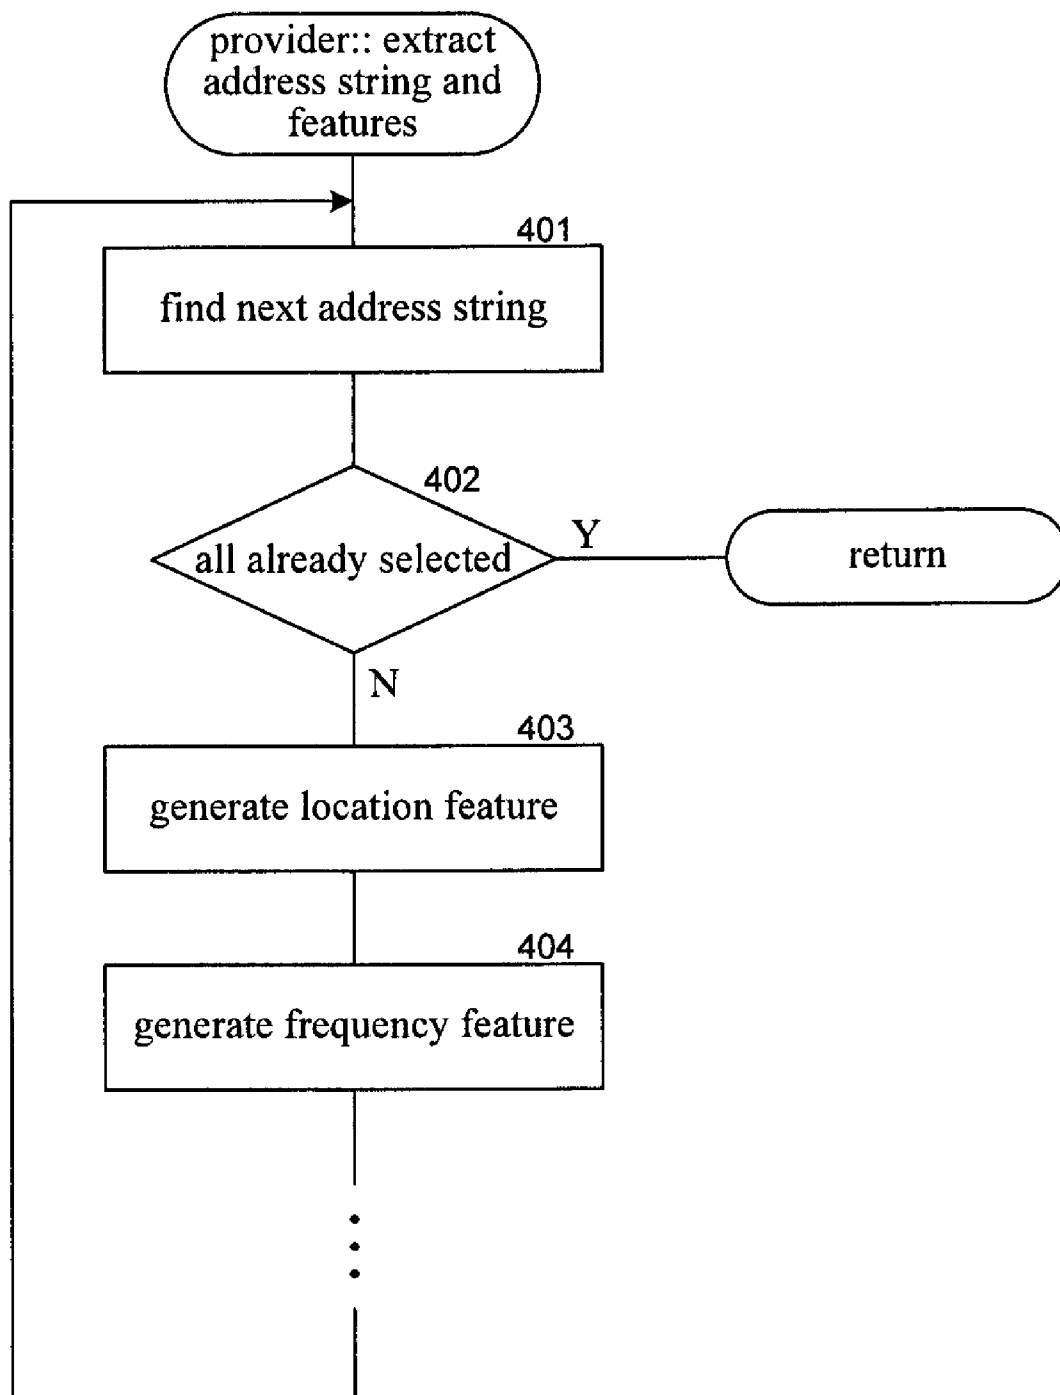 provider:: extract
address string and
features
401
find next address string
402
all already selected
Y
return
N
403
generate location feature
404
generate frequency feature